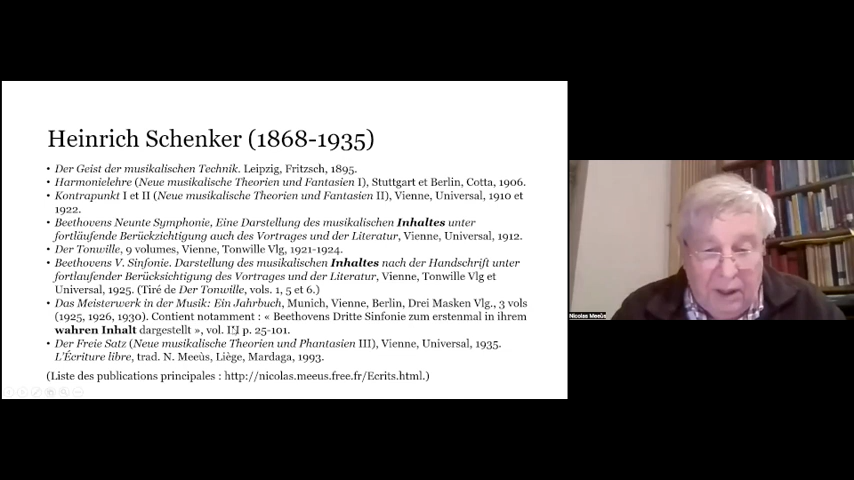 Heinrich Schenker (1868-1935)
• Der Geist der musikalischen Technik. Leipzig, Fritzsch, 1895.
• Harmonielehre (Neue musikalische Theorien und Fantasien I), Stuttgart et Berlin, Cotta, 1906.
• Kontrapunkt I et II (Neue musikalische Theorien und Fantasien II), Vienne, Universal, 1910 et
1922.
• Beethovens Neunte Symphonie, Eine Darstellung des musikalischen Inhaltes unter
fortlaüfende Berückzichtigung auch des Vortrages und der Literatur, Vienne, Universal, 1912.
• Der Tonwille, 9 volumes, Vienne, Tonwille Vlg, 1921-1924.
• Beethovens V. Sinfonie. Darstellung des musikalischen Inhaltes nach der Handschrift unter
fortlaufender Berücksichtigung des Vortrages und der Literatur, Vienne, Tonwille Vlg et
Universal, 1925. (Tiré de Der Tonwille, vols. 1, 5 et 6.)
• Das Meisterwerk in der Musik: Ein Jahrbuch, Munich, Vienne, Berlin, Drei Masken Vlg., 3 vols
(1925, 1926, 1930). Contient notamment : « Beethovens Dritte Sinfonie zum erstenmal in ihrem
wahren Inhalt dargestellt », vol. III p. 25-101.
• Der Freie Satz (Neue musikalische Theorien und Phantasien III), Vienne, Universal, 1935.
L'Écriture libre, trad. N. Meeùs, Liège, Mardaga, 1993.
(Liste des publications principales : http://nicolas.meeus.free.fr/Ecrits.html.)
Nicolas Meeùs